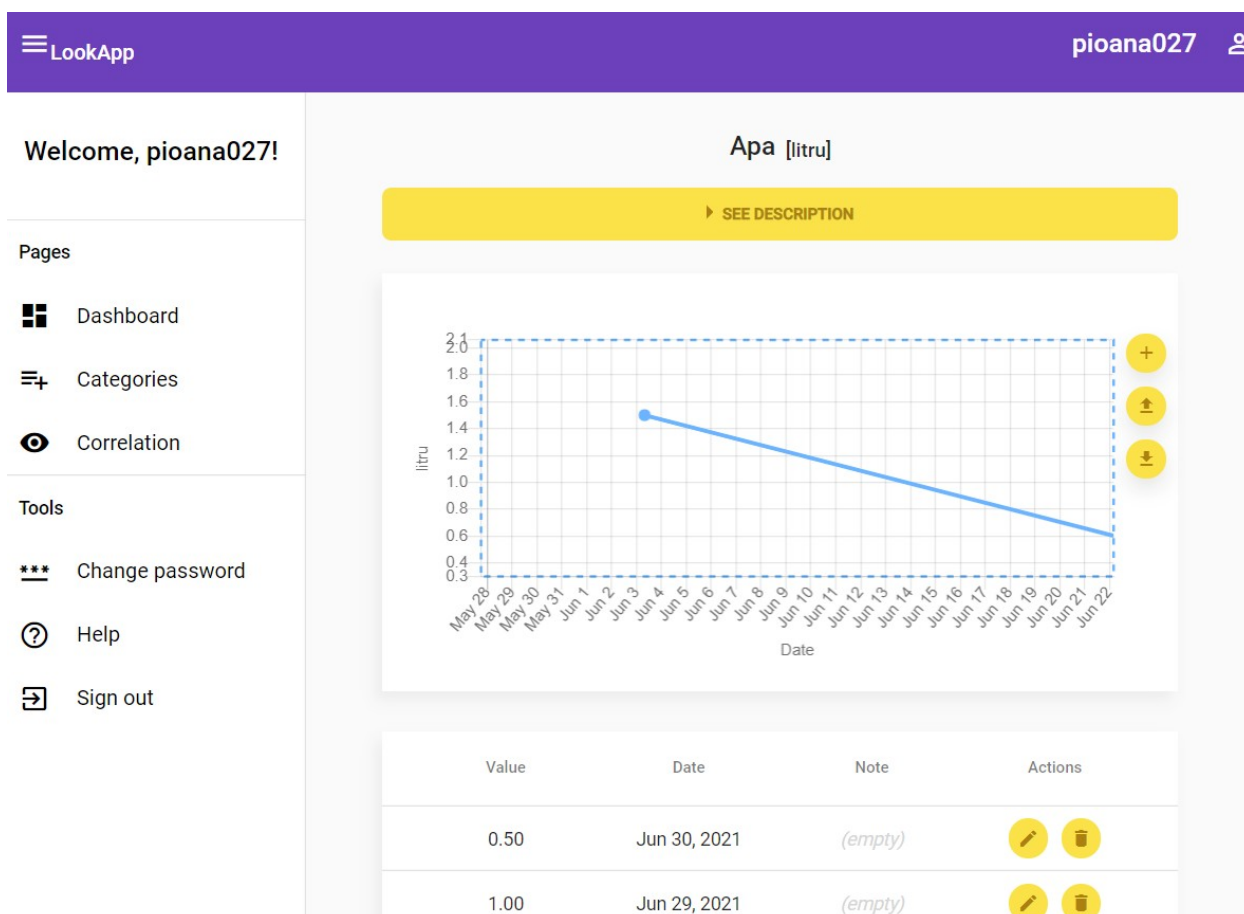 LookApp
pioana027
Welcome, pioana027!
Pages
Dashboard
Categories
Correlation
Tools
Change password
Help
Sign out
Apa [litru]
SEE DESCRIPTION
2.1
2.0
1.8
1.6
1.4
1.2
1.0
0.8
0.6
0.4
0.3
litru
May 28 May 29 May 30 May 31 Jun 1 Jun 2 Jun 3 Jun 4 Jun 5 Jun 6 Jun 7 Jun 8 Jun 9 Jun 10 Jun 11 Jun 12 Jun 13 Jun 14 Jun 15 Jun 16 Jun 17 Jun 18 Jun 19 Jun 20 Jun 21 Jun 22
Date
Value Date Note Actions
0.50 Jun 30, 2021 (empty)
1.00 Jun 29, 2021 (empty)